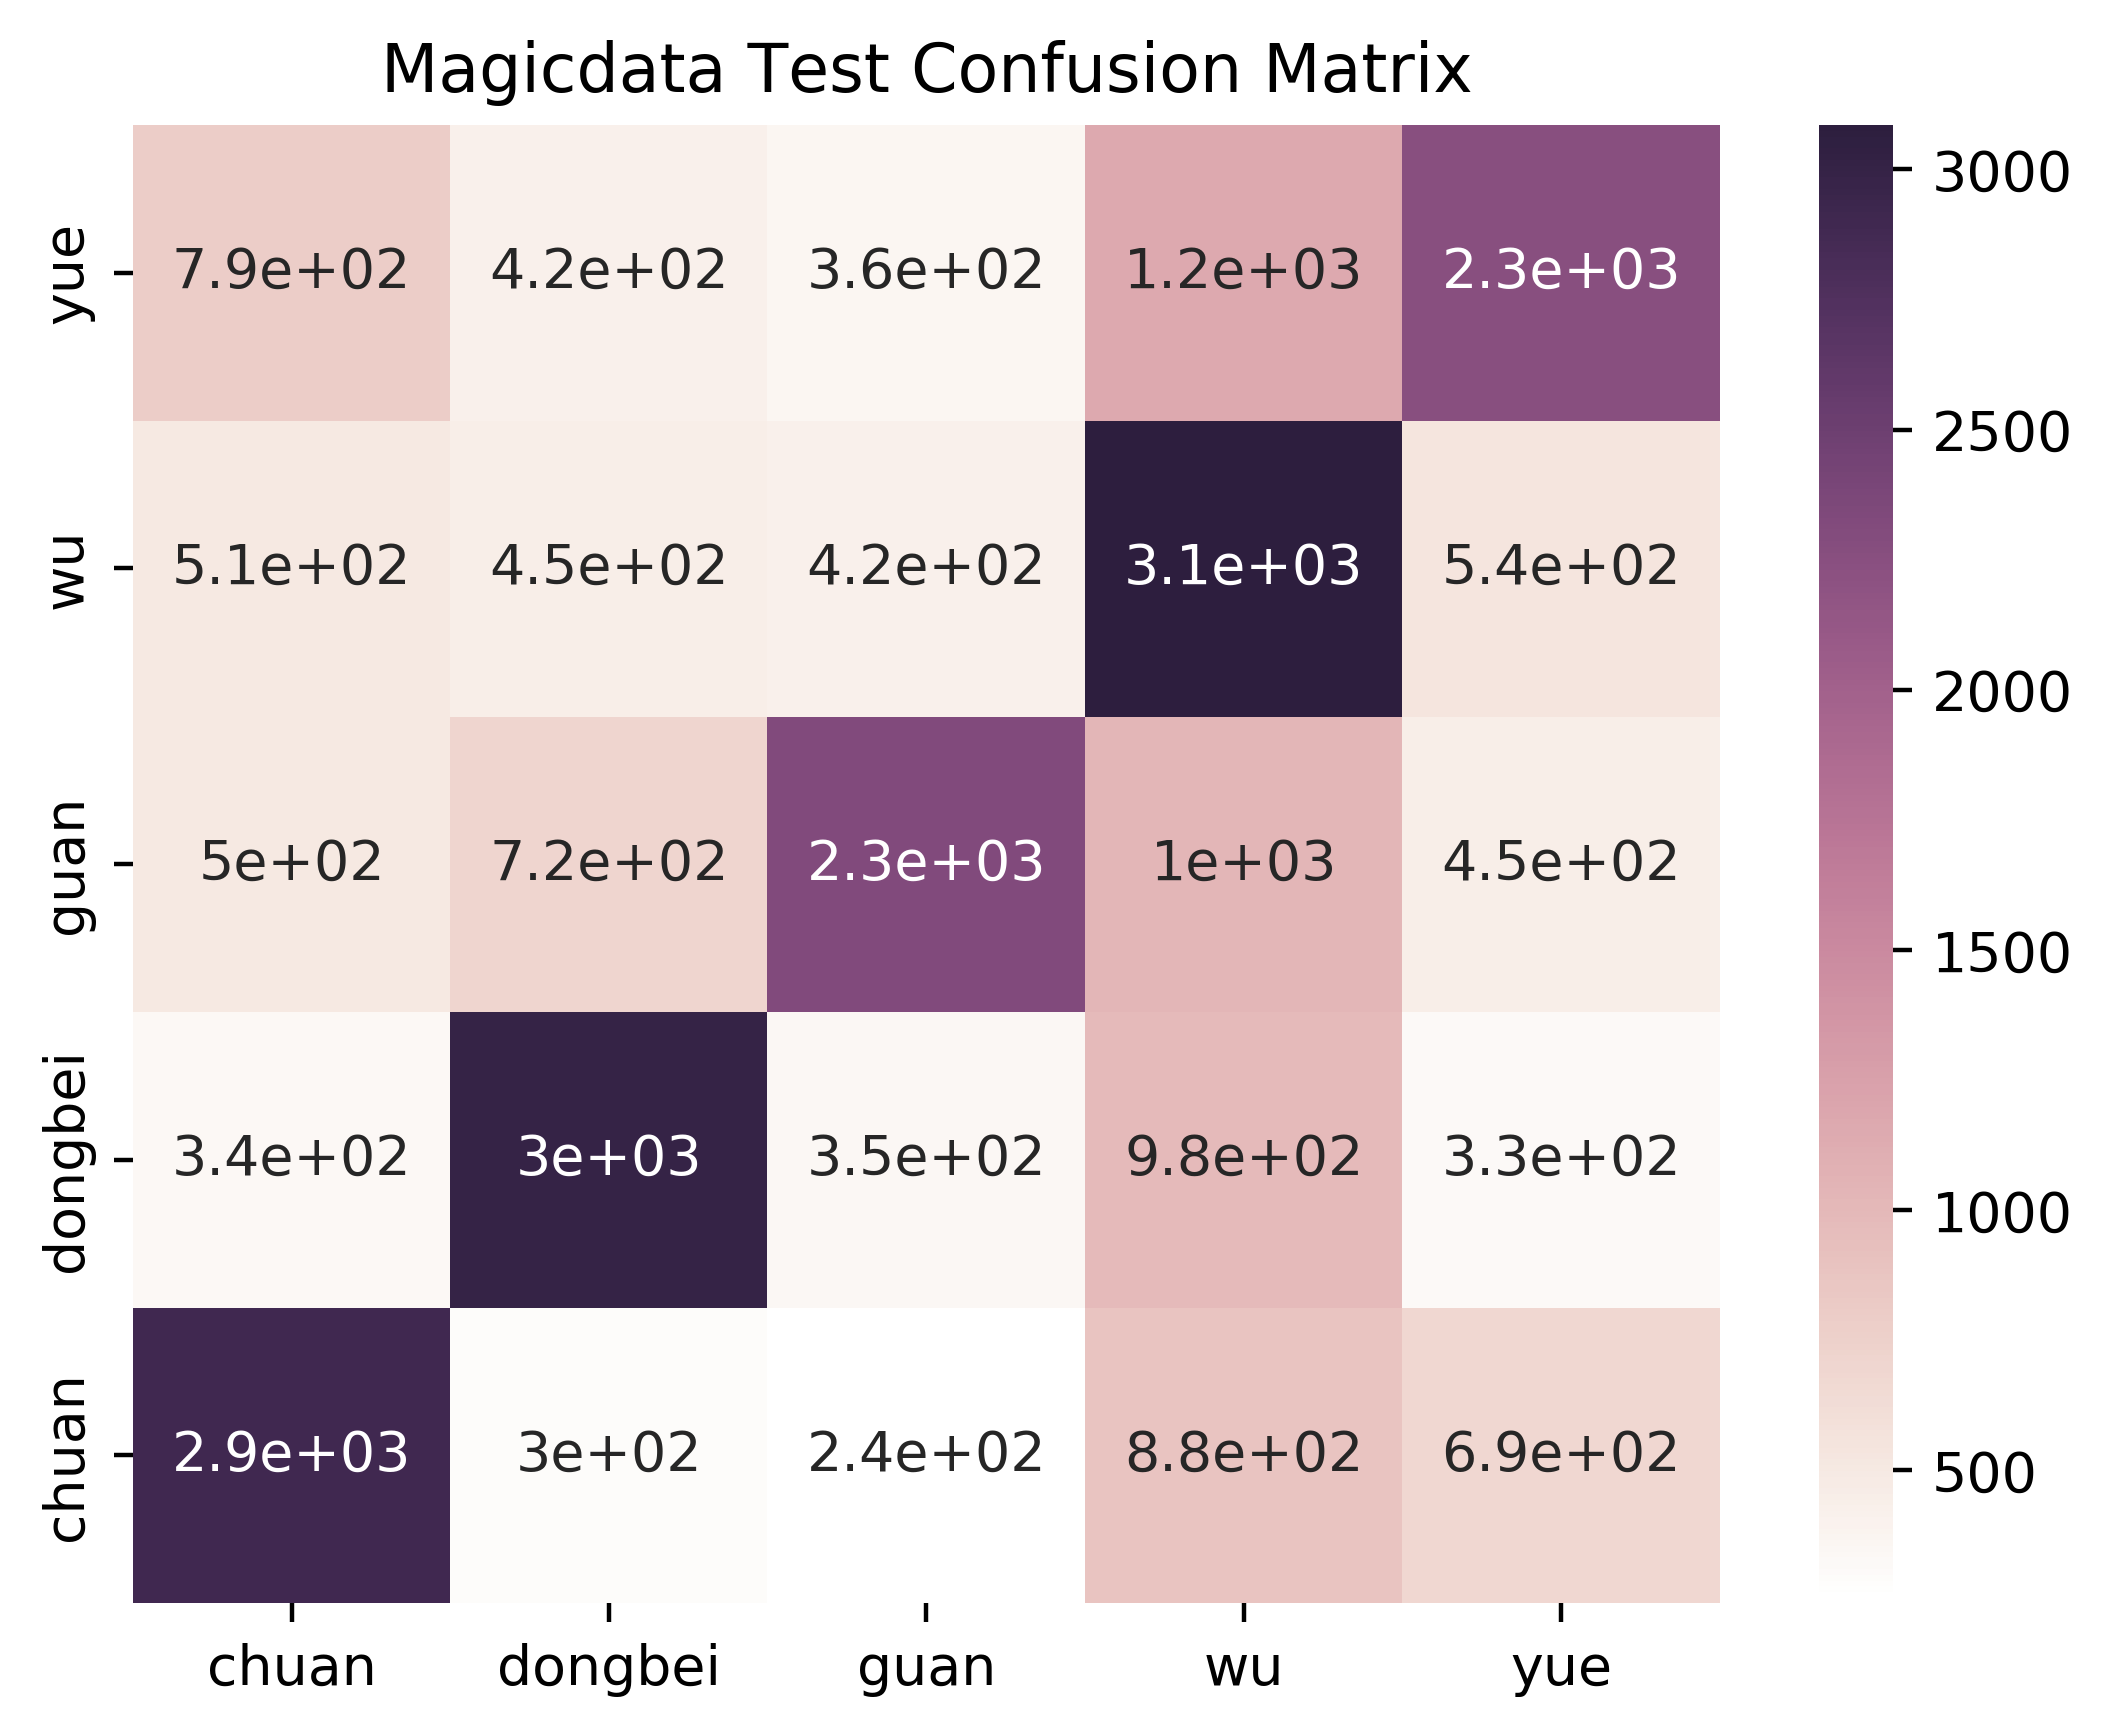 Magicdata Test Confusion Matrix
yue 7.9e+02 4.2e+02 3.6e+02 1.2e+03 2.3e+03
wu 5.1e+02 4.5e+02 4.2e+02 3.1e+03 5.4e+02
guan 5e+02 7.2e+02 2.3e+03 1e+03 4.5e+02
dongbei 3.4e+02 3e+03 3.5e+02 9.8e+02 3.3e+02
chuan 2.9e+03 3e+02 2.4e+02 8.8e+02 6.9e+02
chuan dongbei guan wu yue
3000
2500
2000
1500
1000
500